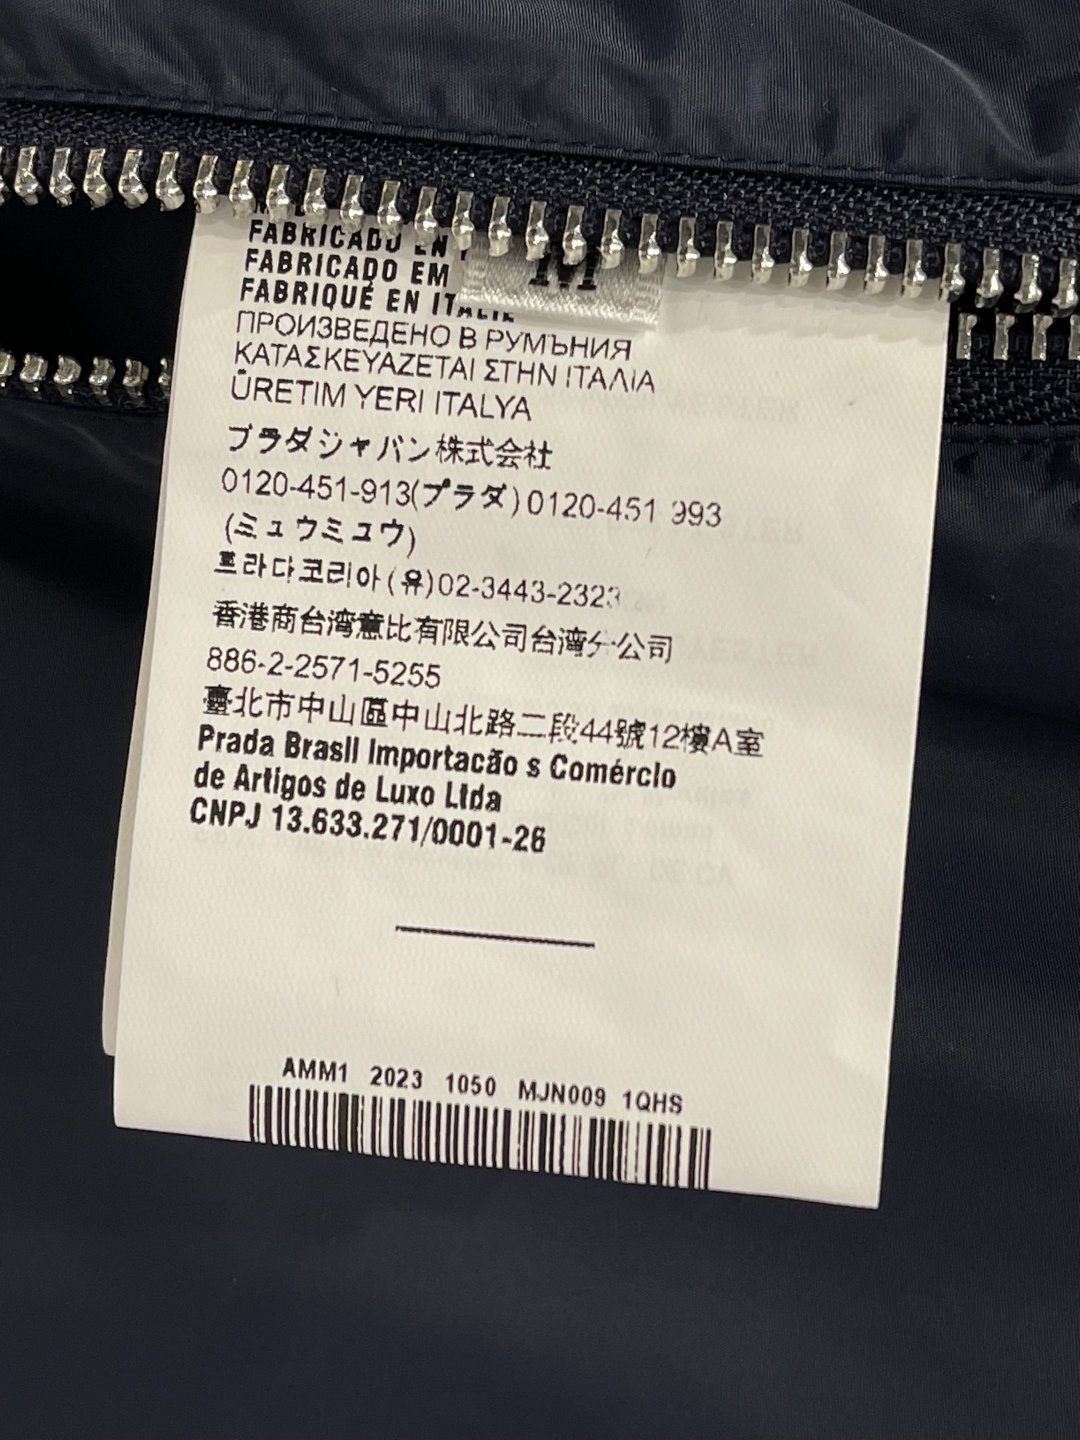 FABRICADO EN
FABRICADO EM
FABRIQUÉ EN ITALIE
M
ПРОИЗВЕДЕНО В РУМЪНИЯ
ΚΑΤΑΣΚΕΥΑΖΕΤΑΙ ΣΤΗΝ ΙΤΑΛΙΑ
ÜRETIM YERI ITALYA
プラダジャパン株式会社
0120-451-913(プラダ)0120-451 993
(ミュウミュウ)
프라다코리아(유)02-3443-2323
香港商台湾意比有限公司台湾分公司
886-2-2571-5255
臺北市中山區中山北路二段44號12樓A室
Prada Brasil Importacão s Comércio
de Artigos de Luxo Ltda
CNPJ 13.633.271/0001-26
AMM1 2023 1050 MJN009 1QHS